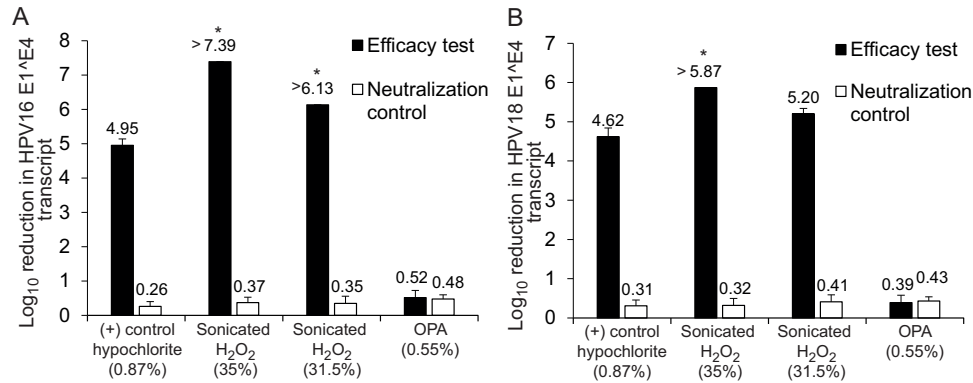 A
Log10 reduction in HPV16 E1^E4
transcript
8
7
6
5
4
3
2
1
0
*
>7.39
*
>6.13
4.95
0.26
0.37
0.35
0.52
0.48
Efficacy test
Neutralization
control
(+) control
hypochlorite
(0.87%)
Sonicated
H2O2
(35%)
Sonicated
H2O2
(31.5%)
OPA
(0.55%)
B
Log10 reduction in HPV18 E1^E4
transcript
7
6
5
4
3
2
1
0
*
>5.87
4.62
5.20
0.31
0.32
0.41
0.39
0.43
Efficacy test
Neutralization
control
(+) control
hypochlorite
(0.87%)
Sonicated
H2O2
(35%)
Sonicated
H2O2
(31.5%)
OPA
(0.55%)